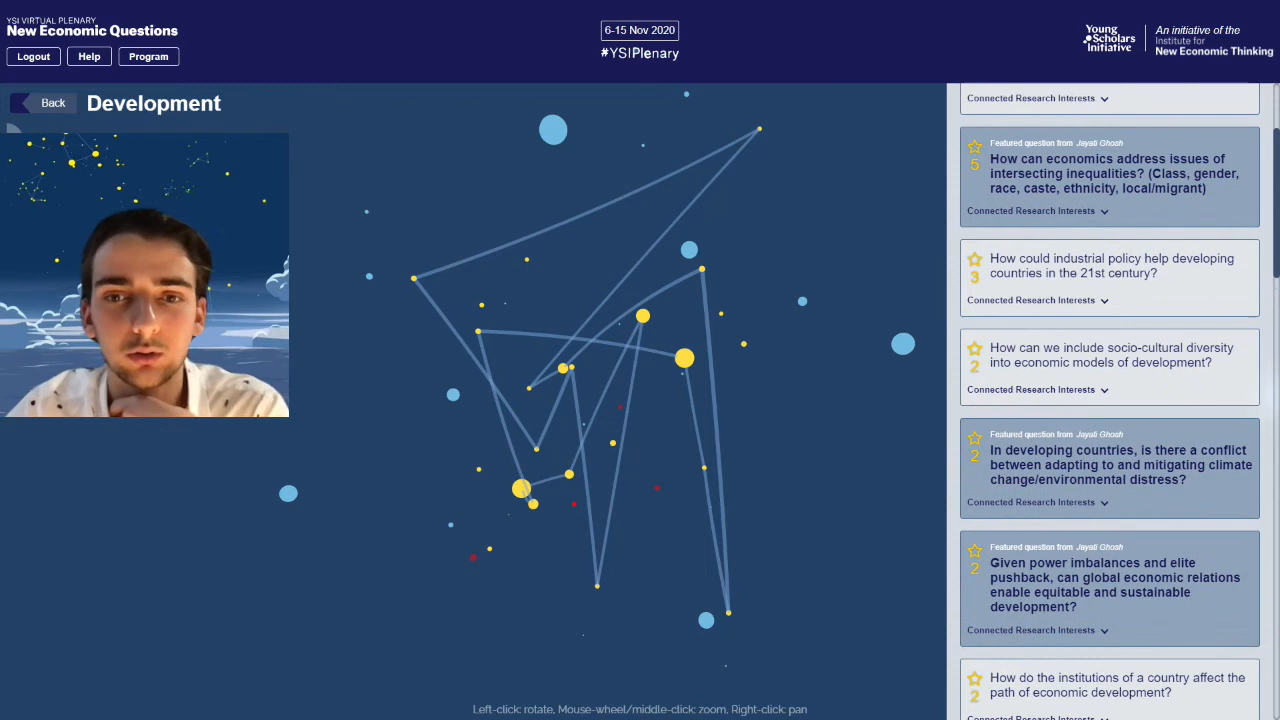 YSI VIRTUAL PLENARY
New Economic Questions
Logout
Help
Program
6-15 Nov 2020
#YSIPlenary
Young
Scholars
Initiative
An initiative of the
Institute for
New Economic Thinking
Back
Development
Connected Research Interests
Featured question from Jayati Ghosh
5
How can economics address issues of
intersecting inequalities? (Class, gender,
race, caste, ethnicity, local/migrant)
Connected Research Interests
3
How could industrial policy help developing
countries in the 21st century?
Connected Research Interests
2
How can we include socio-cultural diversity
into economic models of development?
Connected Research Interests
Featured question from Jayati Ghosh
2
In developing countries, is there a conflict
between adapting to and mitigating climate
change/environmental distress?
Connected Research Interests
Featured question from Jayati Ghosh
2
Given power imbalances and elite
pushback, can global economic relations
enable equitable and sustainable
development?
Connected Research Interests
2
How do the institutions of a country affect the
path of economic development?
Connected Research Interests
Left-click: rotate, Mouse-wheel/middle-click: zoom, Right-click: pan